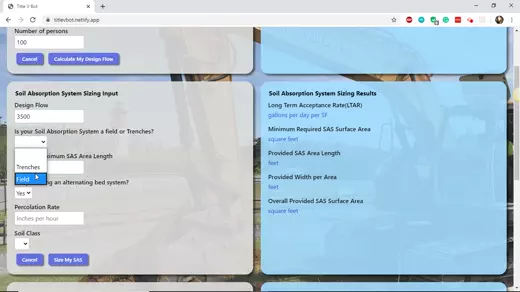 Title V Bot
titlevbot.netlify.app
Number of persons
100
Cancel
Calculate My Design Flow
Soil Absorption System Sizing Input
Design Flow
3500
Is your Soil Absorption System a field or Trenches?
Trenches
Field
ximum SAS Area Length
ing an alternating bed system?
Yes
Percolation Rate
inches per hour
Soil Class
Cancel
Size My SAS
Soil Absorption System Sizing Results
Long Term Acceptance Rate(LTAR)
gallons per day per SF
Minimum Required SAS Surface Area
square feet
Provided SAS Area Length
feet
Provided Width per Area
feet
Overall Provided SAS Surface Area
square feet